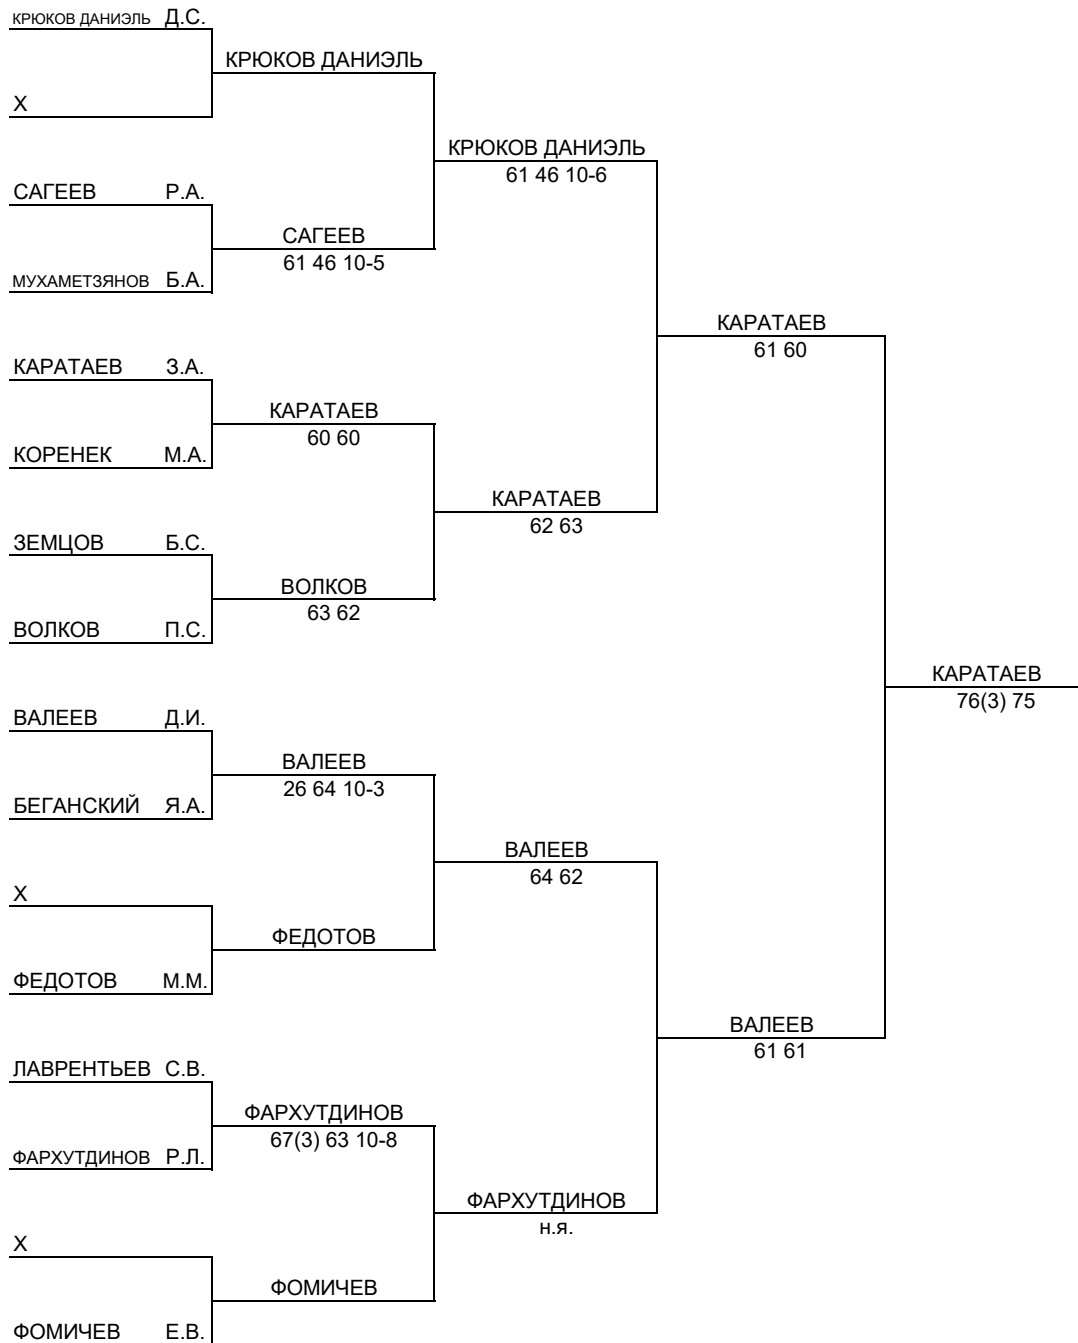 КРЮКОВ ДАНИЭЛЬ Д.С.
КРЮКОВ ДАНИЭЛЬ
Х
КРЮКОВ ДАНИЭЛЬ
61 46 10-6
САГЕЕВ Р.А.
САГЕЕВ
61 46 10-5
МУХАМЕТЗЯНОВ Б.А.
КАРАТАЕВ
61 60
КАРАТАЕВ З.А.
КАРАТАЕВ
60 60
КОРЕНЕК М.А.
КАРАТАЕВ
62 63
ЗЕМЦОВ Б.С.
ВОЛКОВ
63 62
ВОЛКОВ П.С.
КАРАТАЕВ
76(3) 75
ВАЛЕЕВ Д.И.
ВАЛЕЕВ
26 64 10-3
БЕГАНСКИЙ Я.А.
ВАЛЕЕВ
64 62
Х
ФЕДОТОВ
ФЕДОТОВ М.М.
ВАЛЕЕВ
61 61
ЛАВРЕНТЬЕВ С.В.
ФАРХУТДИНОВ
67(3) 63 10-8
ФАРХУТДИНОВ Р.Л.
ФАРХУТДИНОВ
н.я.
Х
ФОМИЧЕВ
ФОМИЧЕВ Е.В.